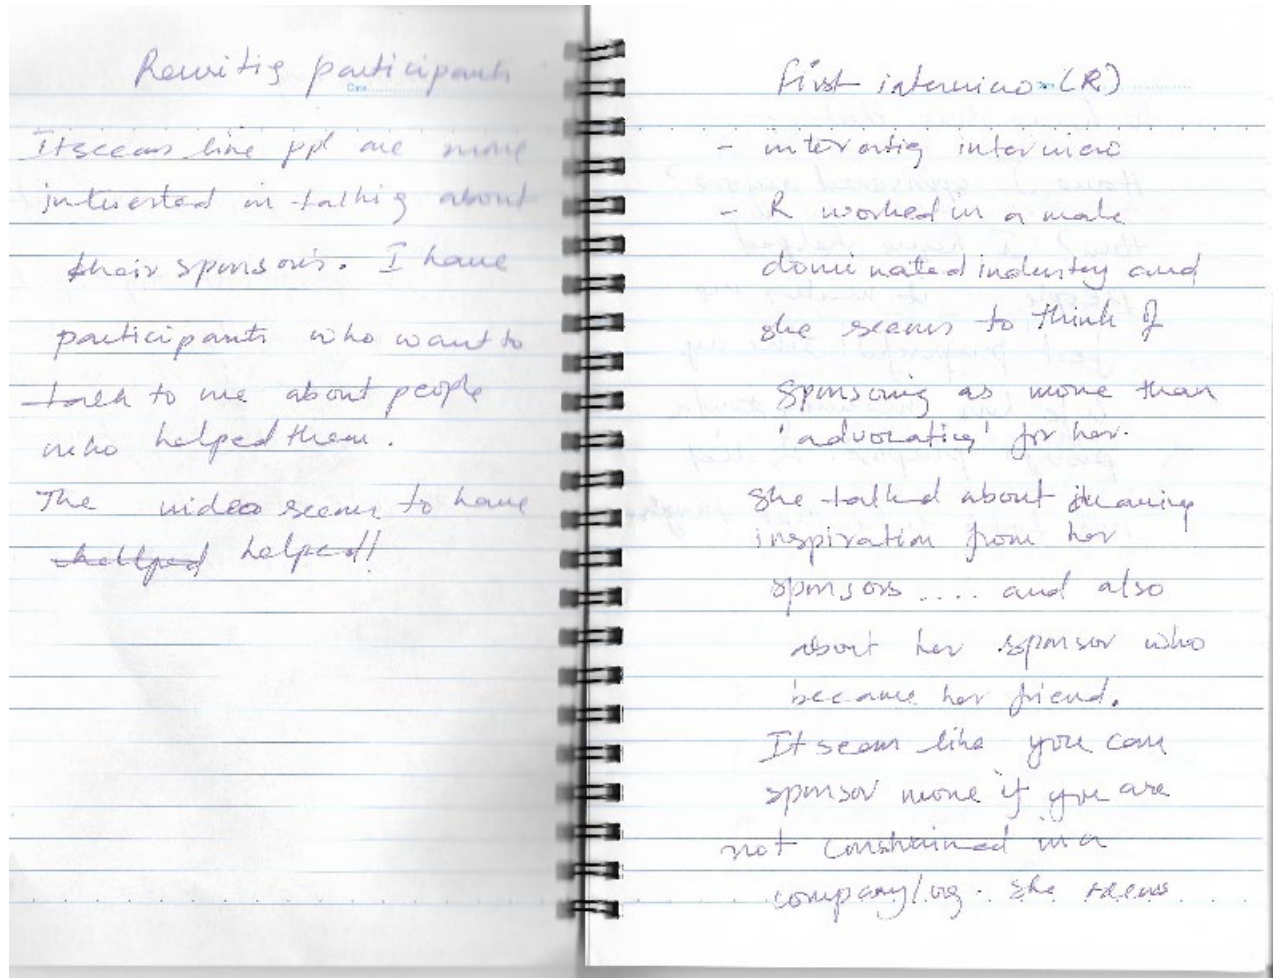 Recruiting participants
It seems like ppl are more
interested in talking about
their sponsors. I have
participants who want to
talk to me about people
who helped them.
The video seems to have
helped helped!
First interview (R)
- interesting interview
- R worked in a male
dominated industry and
she seems to think of
sponsoring as more than
'advocating' for her.
She talked about drawing
inspiration from her
sponsors .... and also
about her sponsor who
became her friend.
It seem like you can
sponsor more if you are
not constrained in a
company/org. She seems